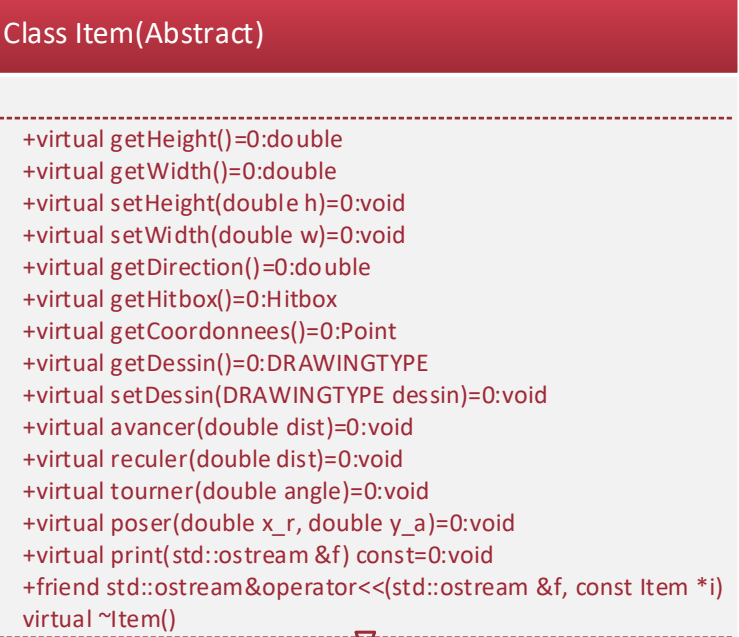 Class Item(Abstract)
+virtual getHeight()=0:double
+virtual getWidth()=0:double
+virtual setHeight(double h)=0:void
+virtual setWidth(double w)=0:void
+virtual getDirection()=0:double
+virtual getHitbox()=0:Hitbox
+virtual getCoordonnees()=0:Point
+virtual getDessin()=0:DRAWINGTYPE
+virtual setDessin(DRAWINGTYPE dessin)=0:void
+virtual avancer(double dist)=0:void
+virtual reculer(double dist)=0:void
+virtual tourner(double angle)=0:void
+virtual poser(double x_r, double y_a)=0:void
+virtual print(std::ostream &f) const=0:void
+friend std::ostream&operator<<(std::ostream &f, const Item *i)
virtual ~Item()